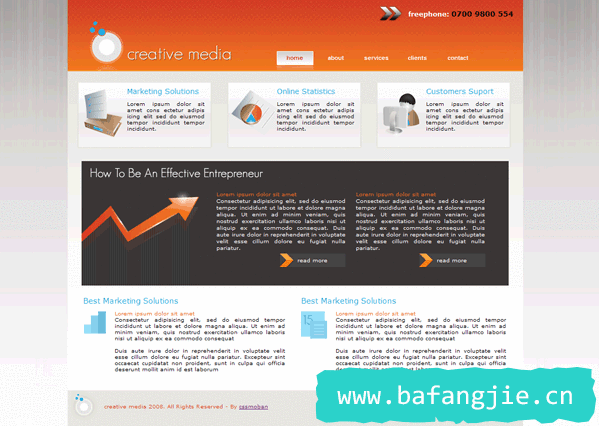 freephone: 0700 9800 554
creative media
home about services clients contact
Marketing Solutions
Lorem ipsum dolor sit
amet cons ectetur adipis
icing elit sed do eiusmod
tempor incididunt tempor
incididunt.
Online Statistics
Lorem ipsum dolor sit
amet cons ectetur adipis
icing elit sed do eiusmod
tempor incididunt tempor
incididunt.
Customers Suport
Lorem ipsum dolor sit
amet cons ectetur adipis
icing elit sed do eiusmod
tempor incididunt tempor
incididunt.
How To Be An Effective Entrepreneur
Lorem ipsum dolor sit amet
Consectetur adipisicing elit, sed do eiusmod
tempor incididunt ut labore et dolore magna
aliqua. Ut enim ad minim veniam, quis
nostrud exercitation ullamco laboris nisi ut
aliquip ex ea commodo consequat. Duis
aute irure dolor in reprehenderit in voluptate
velit esse cillum dolore eu fugiat nulla
pariatur.
read more
Lorem ipsum dolor sit amet
Consectetur adipisicing elit, sed do eiusmod
tempor incididunt ut labore et dolore magna
aliqua. Ut enim ad minim veniam, quis
nostrud exercitation ullamco laboris nisi ut
aliquip ex ea commodo consequat. Duis
aute irure dolor in reprehenderit in voluptate
velit esse cillum dolore eu fugiat nulla
pariatur.
read more
Best Marketing Solutions
Lorem ipsum dolor sit amet
Consectetur adipisicing elit, sed do eiusmod tempor
incididunt ut labore et dolore magna aliqua. Ut enim ad
minim veniam, quis nostrud exercitation ullamco laboris
nisi ut aliquip ex ea commodo consequat
Duis aute irure dolor in reprehenderit in voluptate velit
esse cillum dolore eu fugiat nulla pariatur. Excepteur sint
occaecat cupidatat non proident, sunt in culpa qui officia
deserunt mollit anim id est laborum
Best Marketing Solutions
15
Lorem ipsum dolor sit amet
Consectetur adipisicing elit, sed do eiusmod tempor
incididunt ut labore et dolore magna aliqua. Ut enim ad
minim veniam, quis nostrud exercitation ullamco laboris
nisi ut aliquip ex ea commodo consequat
Duis aute irure dolor in reprehenderit in voluptate velit
esse cillum dolore eu fugiat nulla pariatur. Excepteur sint
occaecat cupidatat non proident, sunt in culpa qui officia
creative media 2006. All Rights Reserved - By cssmoban
www.bafangjie.cn